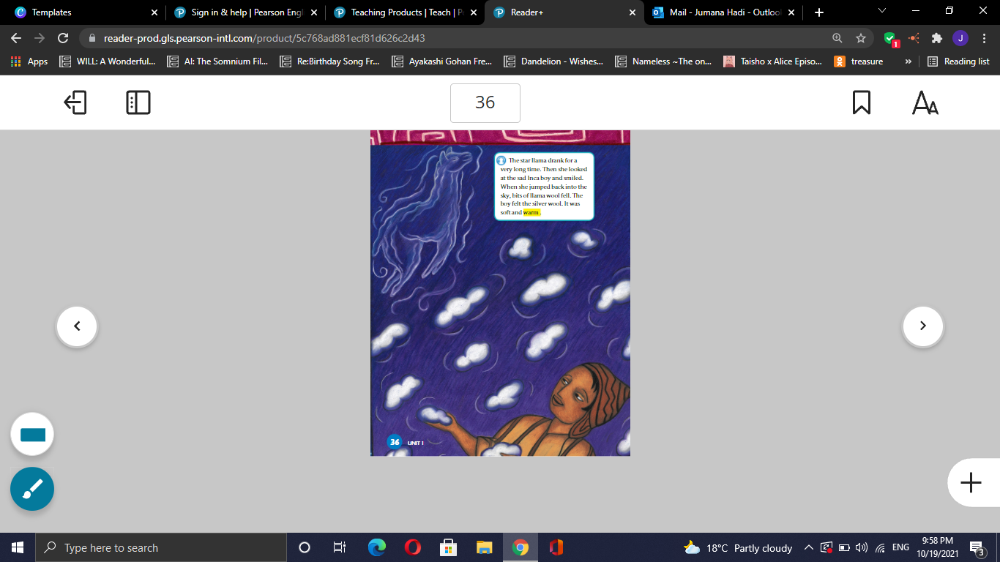 Templates
Sign in & help | Pearson Engl
Teaching Products | Teach | P
Reader+
Mail - Jumana Hadi - Outlool
reader-prod.gls.pearson-intl.com/product/5c768ad881ecf81d626c2d43
J
1
Apps
WILL: A Wonderful...
AI: The Somnium Fil...
Re:Birthday Song Fr...
Ayakashi Gohan Fre...
Dandelion - Wishes...
Nameless ~The on...
Taisho x Alice Episo...
treasure
»
Reading list
36
AA
The star llama drank for a
very long time. Then she looked
at the sad Inca boy and smiled.
When she jumped back into the
sky, bits of llama wool fell. The
boy felt the silver wool. It was
soft and warm .
36 UNIT 1
Type here to search
18°C Partly cloudy
ENG
9:58 PM
10/19/2021
3